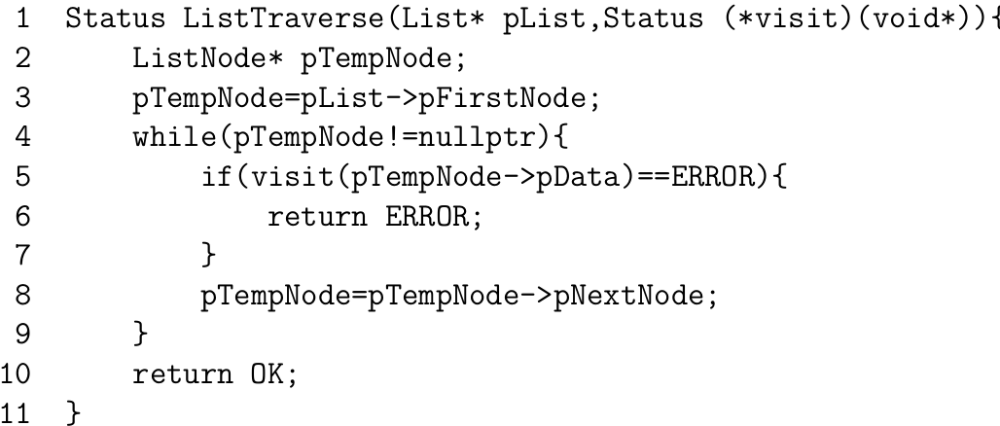 1 Status ListTraverse(List* pList,Status (*visit)(void*)){
2 ListNode* pTempNode;
3 pTempNode=pList->pFirstNode;
4 while(pTempNode!=nullptr){
5 if(visit(pTempNode->pData)==ERROR){
6 return ERROR;
7 }
8 pTempNode=pTempNode->pNextNode;
9 }
10 return OK;
11 }